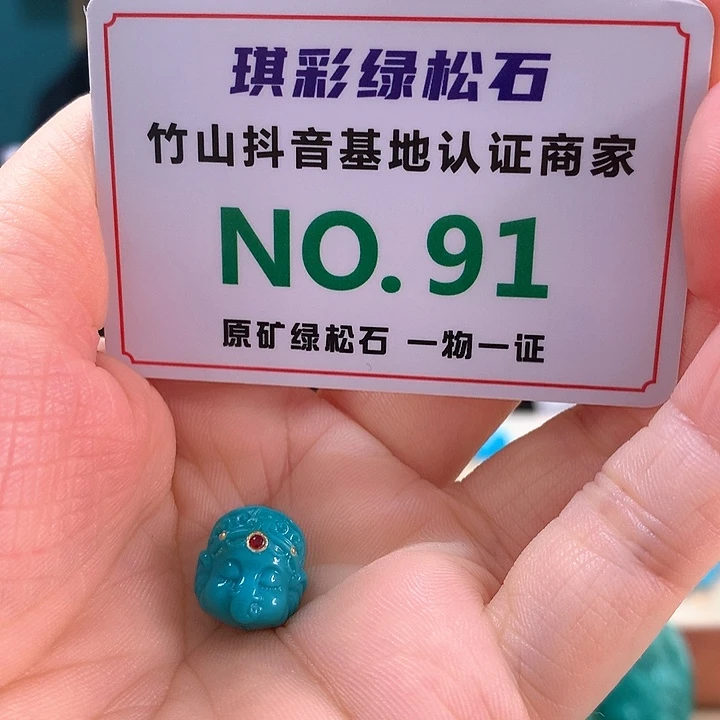 琪彩绿松石
竹山抖音基地认证商家
NO.91
原矿绿松石 一物一证